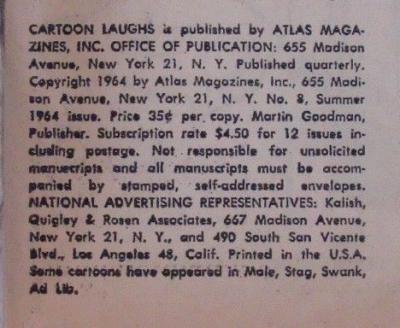 CARTOON LAUGHS is published by ATLAS MAGA-
ZINES, INC. OFFICE OF PUBLICATION: 655 Madison
Avenue, New York 21, N. Y. Published quarterly.
Copyright 1964 by Atlas Magazines, Inc., 655 Madi-
son Avenue, New York 21, N. Y. No. 8, Summer
1964 issue. Price 35¢ per copy. Martin Goodman,
Publisher. Subscription rate $4.50 for 12 issues in-
cluding postage. Not responsible for unsolicited
manuscripts and all manuscripts must be accom-
panied by stamped, self-addressed envelopes.
NATIONAL ADVERTISING REPRESENTATIVES: Kalish,
Quigley & Rosen Associates, 667 Madison Avenue,
New York 21, N. Y., and 490 South San Vicente
Blvd., Los Angeles 48, Calif. Printed in the U.S.A.
Some cartoons have appeared in Male, Stag, Swank,
Ad Lib.